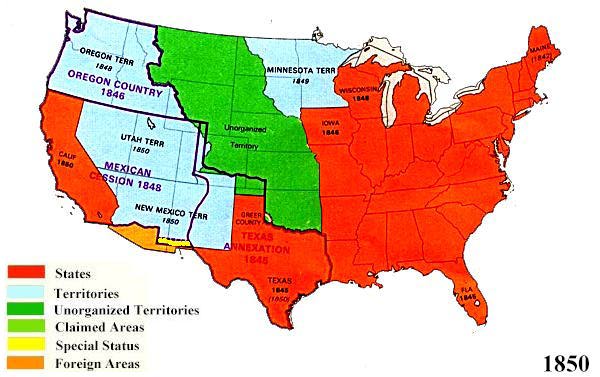 OREGON TERR
1848
OREGON COUNTRY
1846
MINNESOTA TERR
1849
MAINE
(1842)
WISCONSIN
1848
IOWA
1846
Unorganized
Territory
UTAH TERR
1850
CALIF
1850
MEXICAN
CESSION 1848
NEW MEXICO TERR
1850
GREER
COUNTY
TEXAS
ANNEXATION
1845
TEXAS
1845
(1850)
FLA
1845
States
Territories
Unorganized Territories
Claimed Areas
Special Status
Foreign Areas
1850